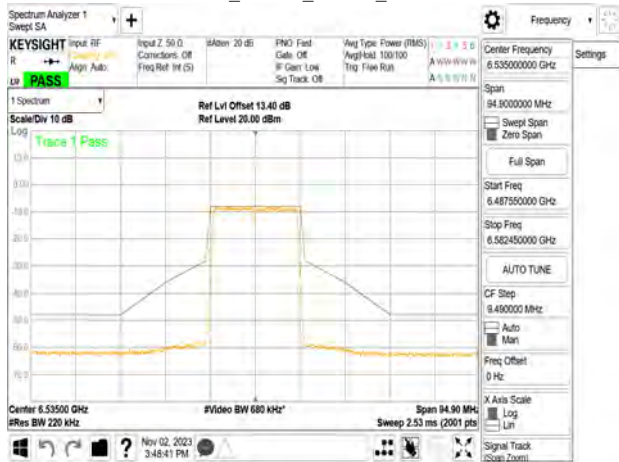 Spectrum Analyzer 1
Swept SA
Frequency
Settings
KEYSIGHT
Input: RF
Align: Auto
Input Z: 50 Ω
Corrections: Off
Freq Ref: Int (S)
#Atten: 20 dB
PNO: Fast
Gate: Off
IF Gain: Low
Sig Track: Off
Avg Type: Power (RMS)
Avg|Hold: 100/100
Trig: Free Run
PASS
1 Spectrum
Scale/Div 10 dB
Ref Lvl Offset 13.40 dB
Ref Level 20.00 dBm
Log
Trace 1 Pass
Center 6.53500 GHz
#Res BW 220 kHz
#Video BW 680 kHz*
Span 94.90 MHz
Sweep 2.53 ms (2001 pts)
Center Frequency
6.535000000 GHz
Span
94.9000000 MHz
Swept Span
Zero Span
Full Span
Start Freq
6.487550000 GHz
Stop Freq
6.582450000 GHz
AUTO TUNE
CF Step
9.490000 MHz
Auto
Man
Freq Offset
0 Hz
X Axis Scale
Log
Lin
Signal Track
(Span Zoom)
Nov 02, 2023
3:48:41 PM